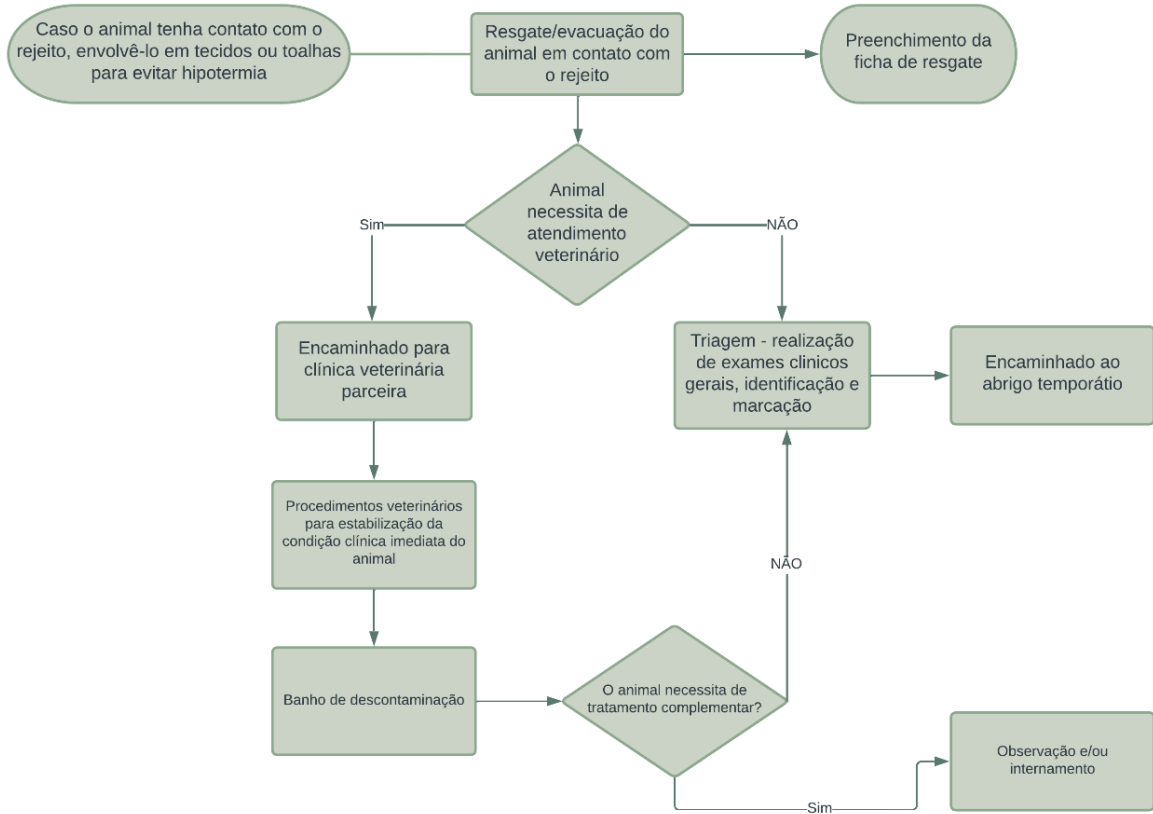 Caso o animal tenha contato com o
rejeito, envolvê-lo em tecidos ou toalhas
para evitar hipotermia
Resgate/evacuação do
animal em contato com
o rejeito
Preenchimento da
ficha de resgate
Animal
necessita de
atendimento
veterinário
Sim
NÃO
Encaminhado para
clínica veterinária
parceira
Triagem - realização
de exames clinicos
gerais, identificação e
marcação
Encaminhado ao
abrigo temporátio
Procedimentos veterinários
para estabilização da
condição clínica imediata do
animal
NÃO
Banho de descontaminação
O animal necessita de
tratamento complementar?
Observação e/ou
internamento
Sim